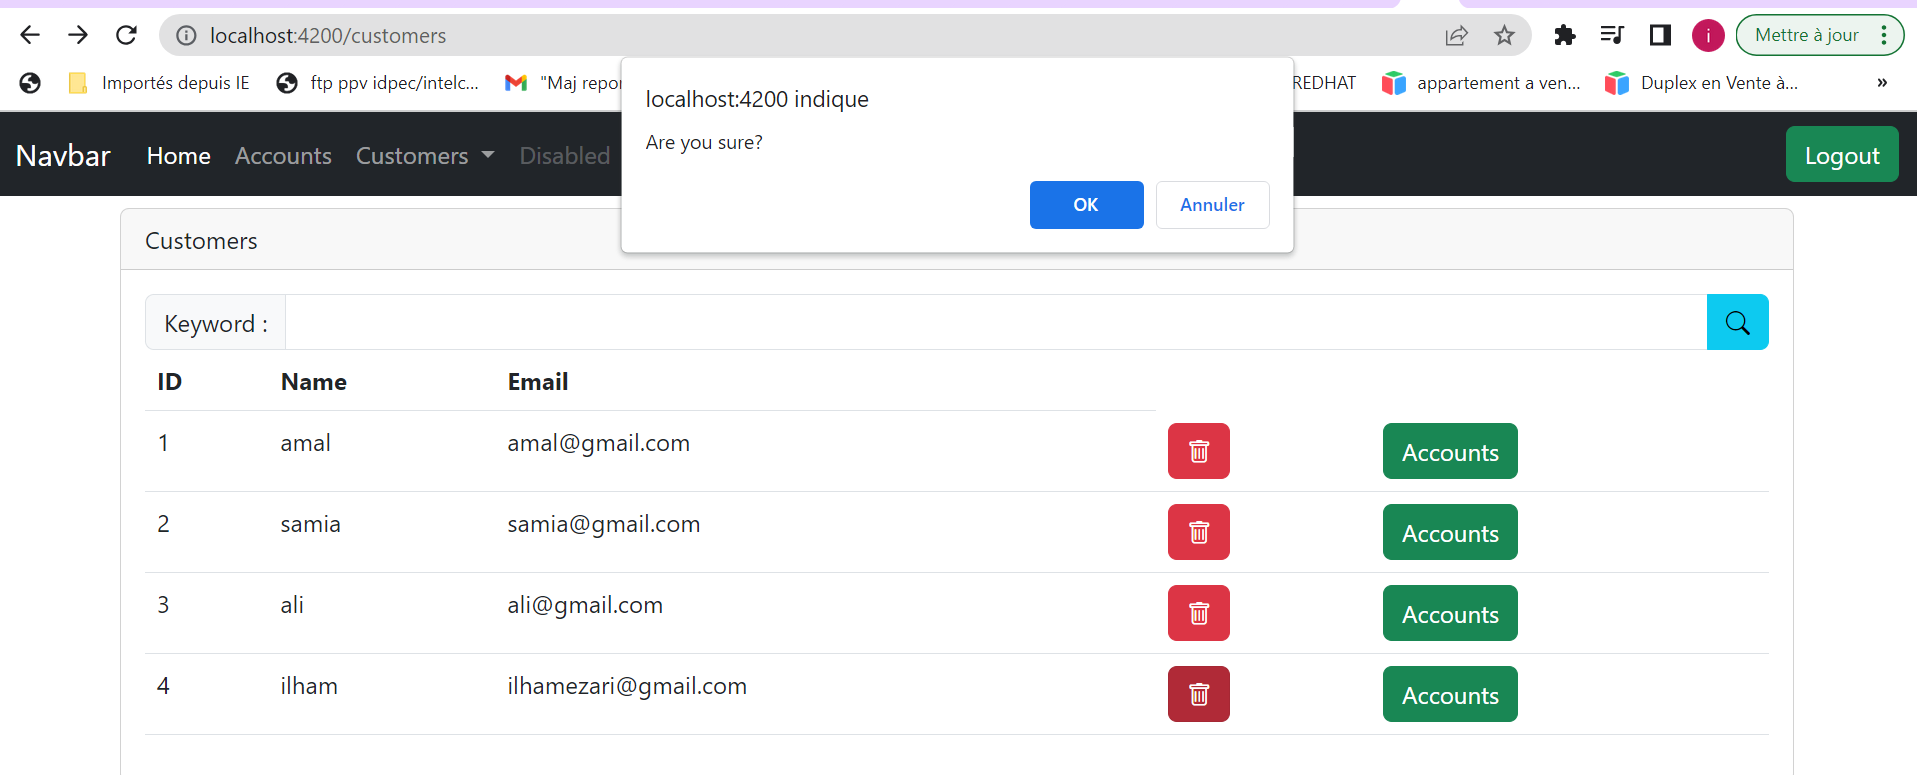 localhost:4200/customers
i
Mettre à jour
Importés depuis IE
ftp ppv idpec/intelc...
"Maj repor
REDHAT
appartement a ven...
Duplex en Vente à...
»
localhost:4200 indique
Are you sure?
OK
Annuler
Navbar
Home
Accounts
Customers
Disabled
Logout
Customers
Keyword :
ID Name Email
1 amal amal@gmail.com Accounts
2 samia samia@gmail.com Accounts
3 ali ali@gmail.com Accounts
4 ilham ilhamezari@gmail.com Accounts